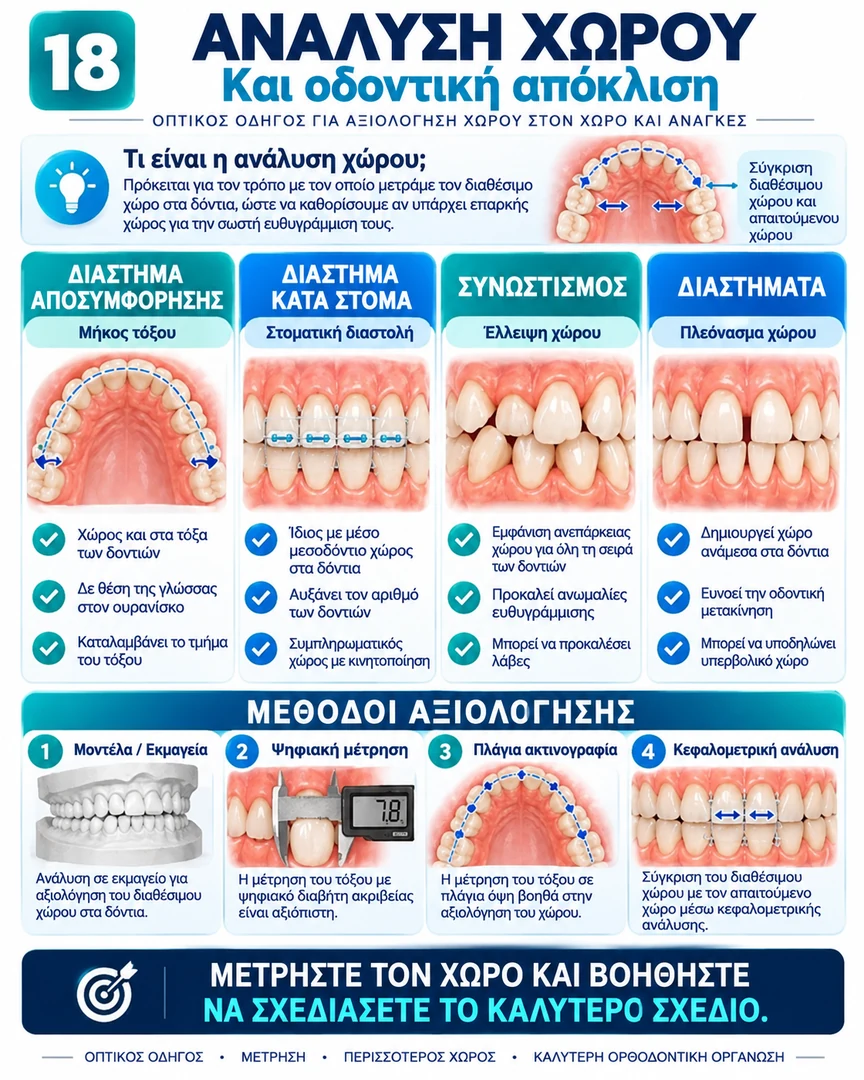 18
ΑΝΑΛΥΣΗ ΧΩΡΟΥ
Και οδοντική απόκλιση
ΟΠΤΙΚΟΣ ΟΔΗΓΟΣ ΓΙΑ ΑΞΙΟΛΟΓΗΣΗ ΧΩΡΟΥ ΣΤΟΝ ΧΩΡΟ ΚΑΙ ΑΝΑΓΚΕΣ
Τι είναι η ανάλυση χώρου;
Πρόκειται για τον τρόπο με τον οποίο μετράμε τον διαθέσιμο
χώρο στα δόντια, ώστε να καθορίσουμε αν υπάρχει επαρκής
χώρος για την σωστή ευθυγράμμιση τους.
Σύγκριση
διαθέσιμου
χώρου και
απαιτούμενου
χώρου
ΔΙΑΣΤΗΜΑ
ΑΠΟΣΥΜΦΟΡΗΣΗΣ
Μήκος τόξου
Χώρος και στα τόξα
των δοντιών
Δε θέση της γλώσσας
στον ουρανίσκο
Καταλαμβάνει το τμήμα
του τόξου
ΔΙΑΣΤΗΜΑ
ΚΑΤΑ ΣΤΟΜΑ
Στοματική διαστολή
Ίδιος με μέσο
μεσοδόντιο χώρος
στα δόντια
Αυξάνει τον αριθμό
των δοντιών
Συμπληρωματικός
χώρος με κινητοποίηση
ΣΥΝΩΣΤΙΣΜΟΣ
Έλλειψη χώρου
Εμφάνιση ανεπάρκειας
χώρου για όλη τη σειρά
των δοντιών
Προκαλεί ανωμαλίες
ευθυγράμμισης
Μπορεί να προκαλέσει
λάβες
ΔΙΑΣΤΗΜΑΤΑ
Πλεόνασμα χώρου
Δημιουργεί χώρο
ανάμεσα στα δόντια
Ευνοεί την οδοντική
μετακίνηση
Μπορεί να υποδηλώνει
υπερβολικό χώρο
ΜΕΘΟΔΟΙ ΑΞΙΟΛΟΓΗΣΗΣ
1 Μοντέλα / Εκμαγεία
Ανάλυση σε εκμαγείο για
αξιολόγηση του διαθέσιμου
χώρου στα δόντια.
2 Ψηφιακή μέτρηση
7.8
Η μέτρηση του τόξου με
ψηφιακό διαβήτη ακριβείας
είναι αξιόπιστη.
3 Πλάγια ακτινογραφία
Η μέτρηση του τόξου σε
πλάγια όψη βοηθά στην
αξιολόγηση του χώρου.
4 Κεφαλομετρική ανάλυση
Σύγκριση του διαθέσιμου
χώρου με τον απαιτούμενο
χώρο μέσω κεφαλομετρικής
ανάλυσης.
ΜΕΤΡΗΣΤΕ ΤΟΝ ΧΩΡΟ ΚΑΙ ΒΟΗΘΗΣΤΕ
ΝΑ ΣΧΕΔΙΑΣΕΤΕ ΤΟ ΚΑΛΥΤΕΡΟ ΣΧΕΔΙΟ.
ΟΠΤΙΚΟΣ ΟΔΗΓΟΣ • ΜΕΤΡΗΣΗ • ΠΕΡΙΣΣΟΤΕΡΟΣ ΧΩΡΟΣ • ΚΑΛΥΤΕΡΗ ΟΡΘΟΔΟΝΤΙΚΗ ΟΡΓΑΝΩΣΗ